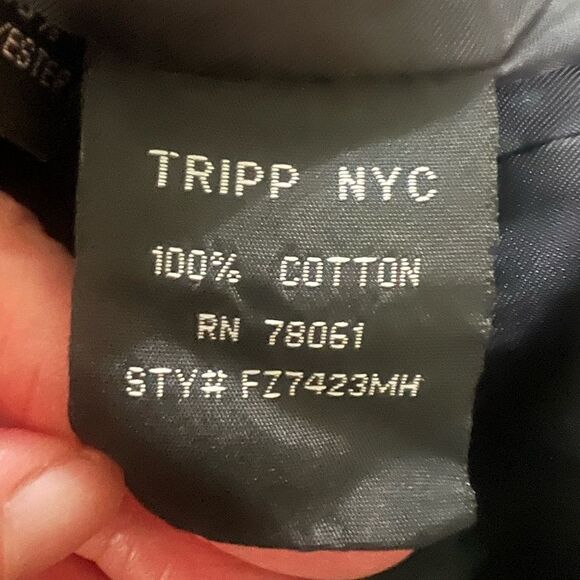 TRIPP NYC
100% COTTON
RN 78061
STY# FZ7423MH